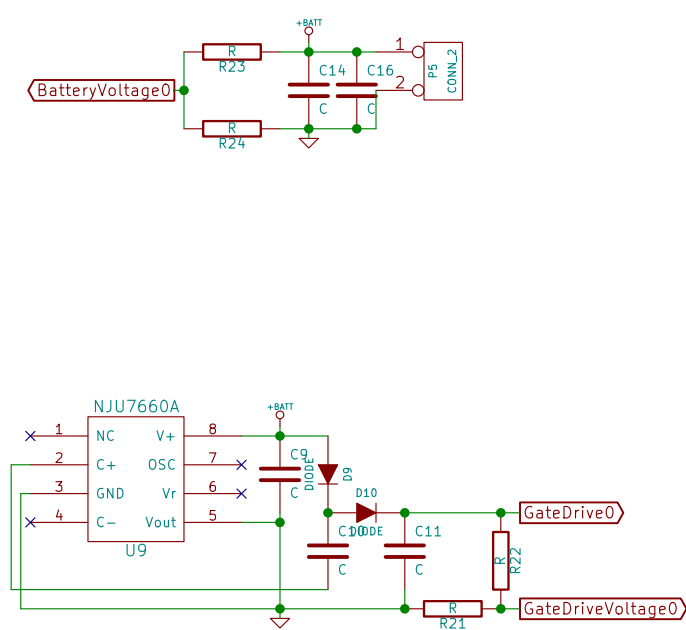 +BATT
R
R23
1
C14
C16
P5
CONN_2
BatteryVoltage0
2
C
C
R
R24
NJU7660A
+BATT
1
NC
V+
8
C9
DIODE
D9
2
C+
OSC
7
3
GND
Vr
6
C
D10
4
C-
Vout
5
GateDrive0
C10
DIODE
C11
U9
C
C
R
R22
R
R21
GateDriveVoltage0